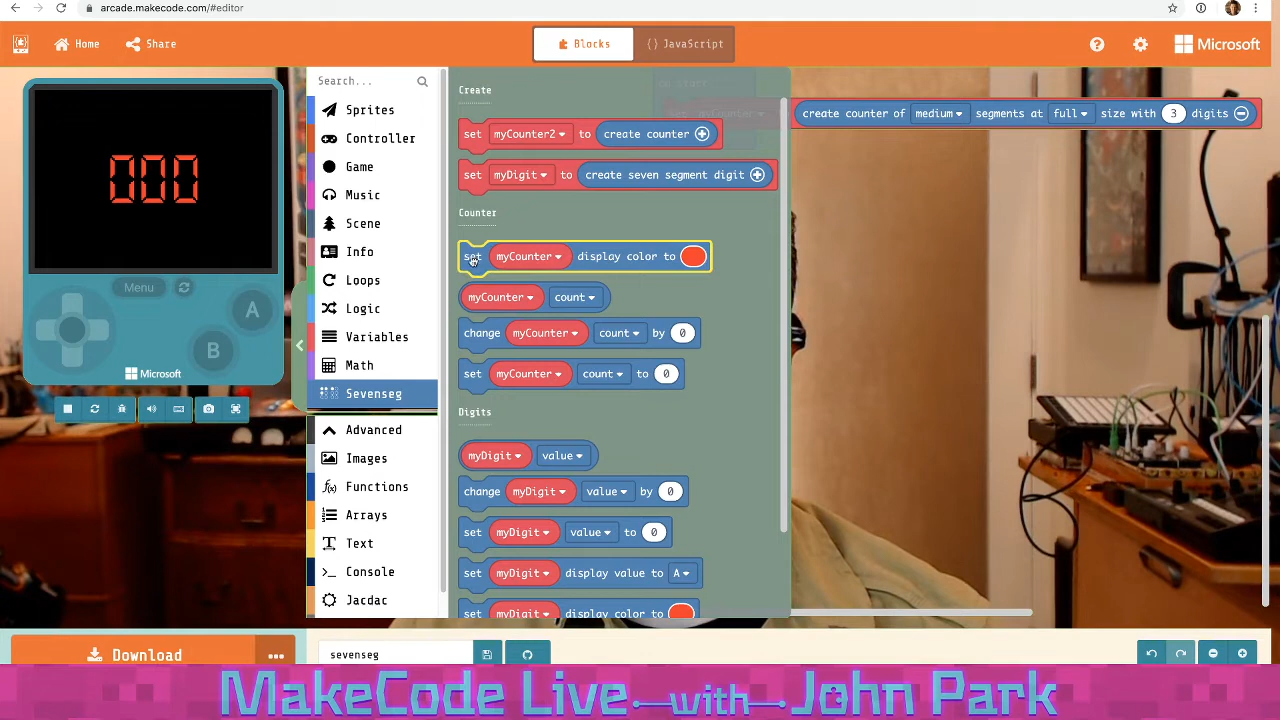 arcade.makecode.com/#editor
Home
Share
Blocks
{ } JavaScript
Microsoft
000
Menu
A
B
Microsoft
Search...
Sprites
Controller
Game
Music
Scene
Info
Loops
Logic
Variables
Math
Sevenseg
Advanced
Images
Functions
Arrays
Text
Console
Jacdac
Create
set myCounter2 to create counter
set myDigit to create seven segment digit
Counter
set myCounter display color to
myCounter count
change myCounter count by 0
set myCounter count to 0
Digits
myDigit value
change myDigit value by 0
set myDigit value to 0
set myDigit display value to A
set myDigit display color to
on start
set myCounter
create counter of medium segments at full size with 3 digits
Download
sevenseg
MakeCode Live with John Park